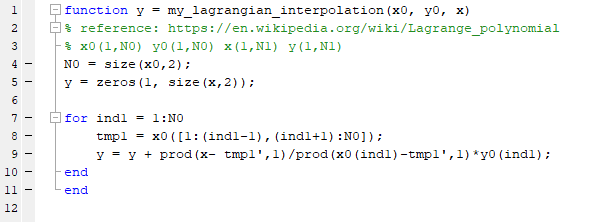 1 function y = my_lagrangian_interpolation(x0, y0, x)
2 % reference: https://en.wikipedia.org/wiki/Lagrange_polynomial
3 % x0(1,N0) y0(1,N0) x(1,N1) y(1,N1)
4 - N0 = size(x0,2);
5 - y = zeros(1, size(x,2));
6
7 - for ind1 = 1:N0
8 - tmp1 = x0([1:(ind1-1),(ind1+1):N0]);
9 - y = y + prod(x- tmp1',1)/prod(x0(ind1)-tmp1',1)*y0(ind1);
10 - end
11 - end
12